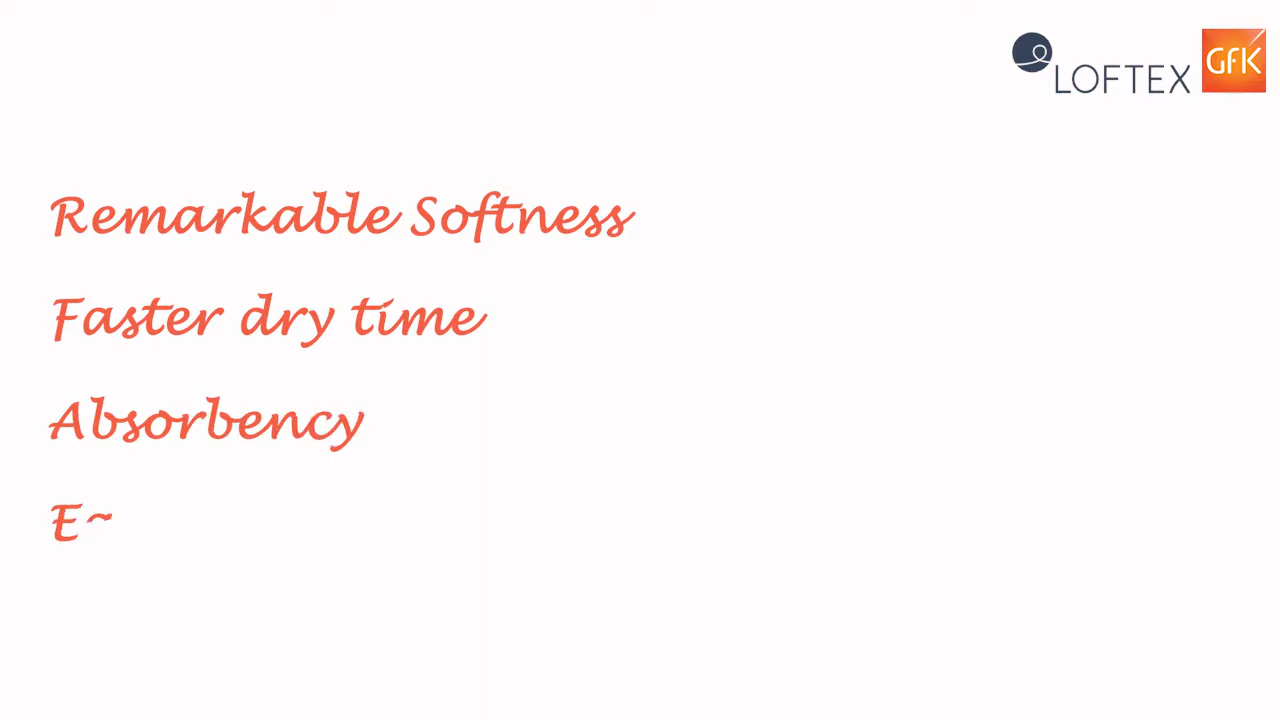 LOFTEX GfK
Remarkable Softness
Faster dry time
Absorbency
E~